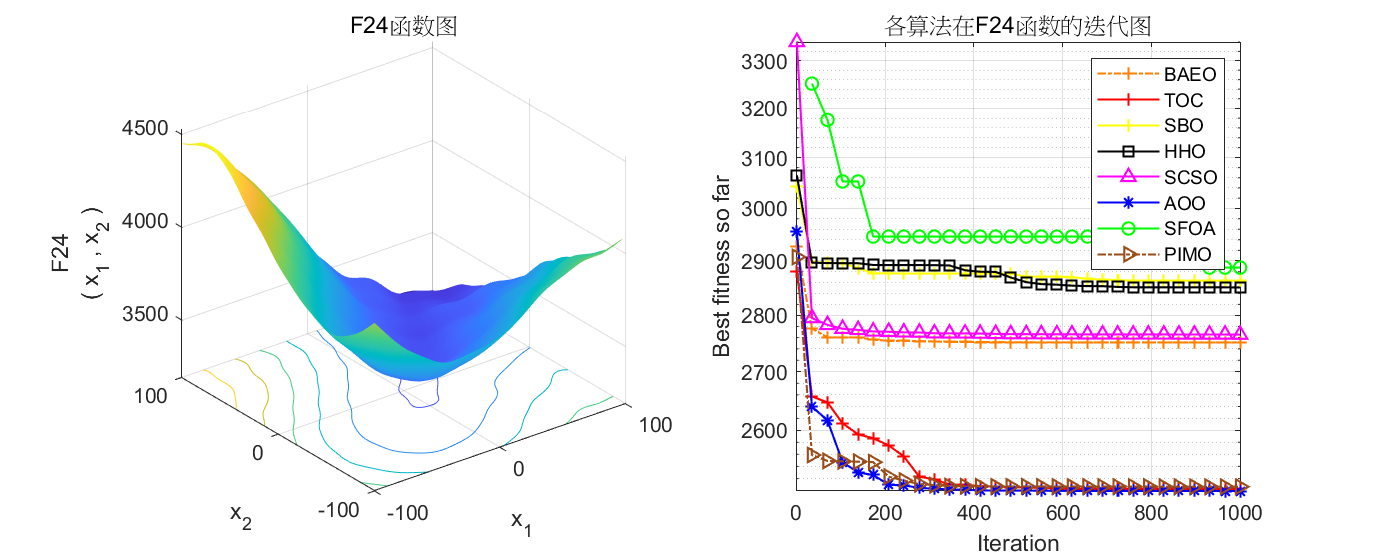 F24函数图
4500
4000
3500
F24
( x1 , x2 )
100
0
-100
x2
-100
0
100
x1
各算法在F24函数的迭代图
3300
3200
3100
3000
2900
2800
2700
2600
Best fitness so far
0 200 400 600 800 1000
Iteration
BAEO
TOC
SBO
HHO
SCSO
AOO
SFOA
PIMO